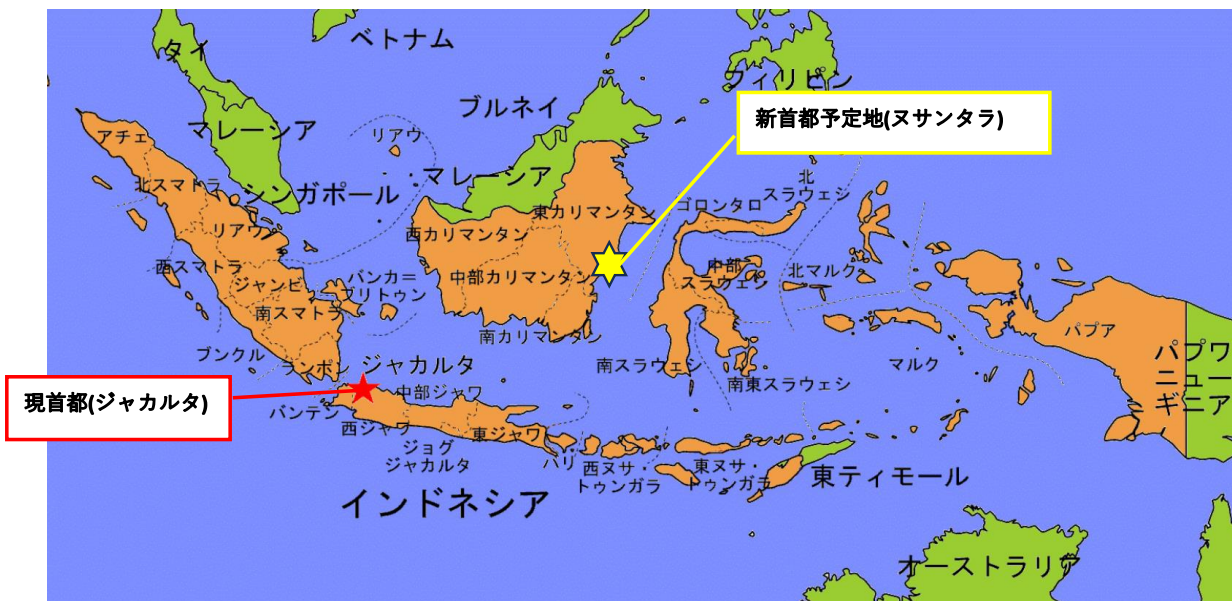 ベトナム
タイ
フィリピン
ブルネイ
新首都予定地(ヌサンタラ)
マレーシア
リアウ
アチェ
マレーシア
北スマトラ
シンガポール
北
スラウェシ
ゴロンタロ
東カリマンタン
リアウ
西カリマンタン
西スマトラ
中部
スラウェシ
北マルク
バンカ＝
ブリトゥン
中部カリマンタン
ジャンビ
南スマトラ
南カリマンタン
パプア
ブンクル
ランポン
ジャカルタ
南スラウェシ
マルク
パプワ
ニュー
ギニア
南東スラウェシ
現首都(ジャカルタ)
中部ジャワ
バンテン
西ジャワ
東ジャワ
ジョグ
ジャカルタ
バリ
西ヌサ・
トゥンガラ
東ヌサ・
トゥンガラ
東ティモール
インドネシア
オーストラリア